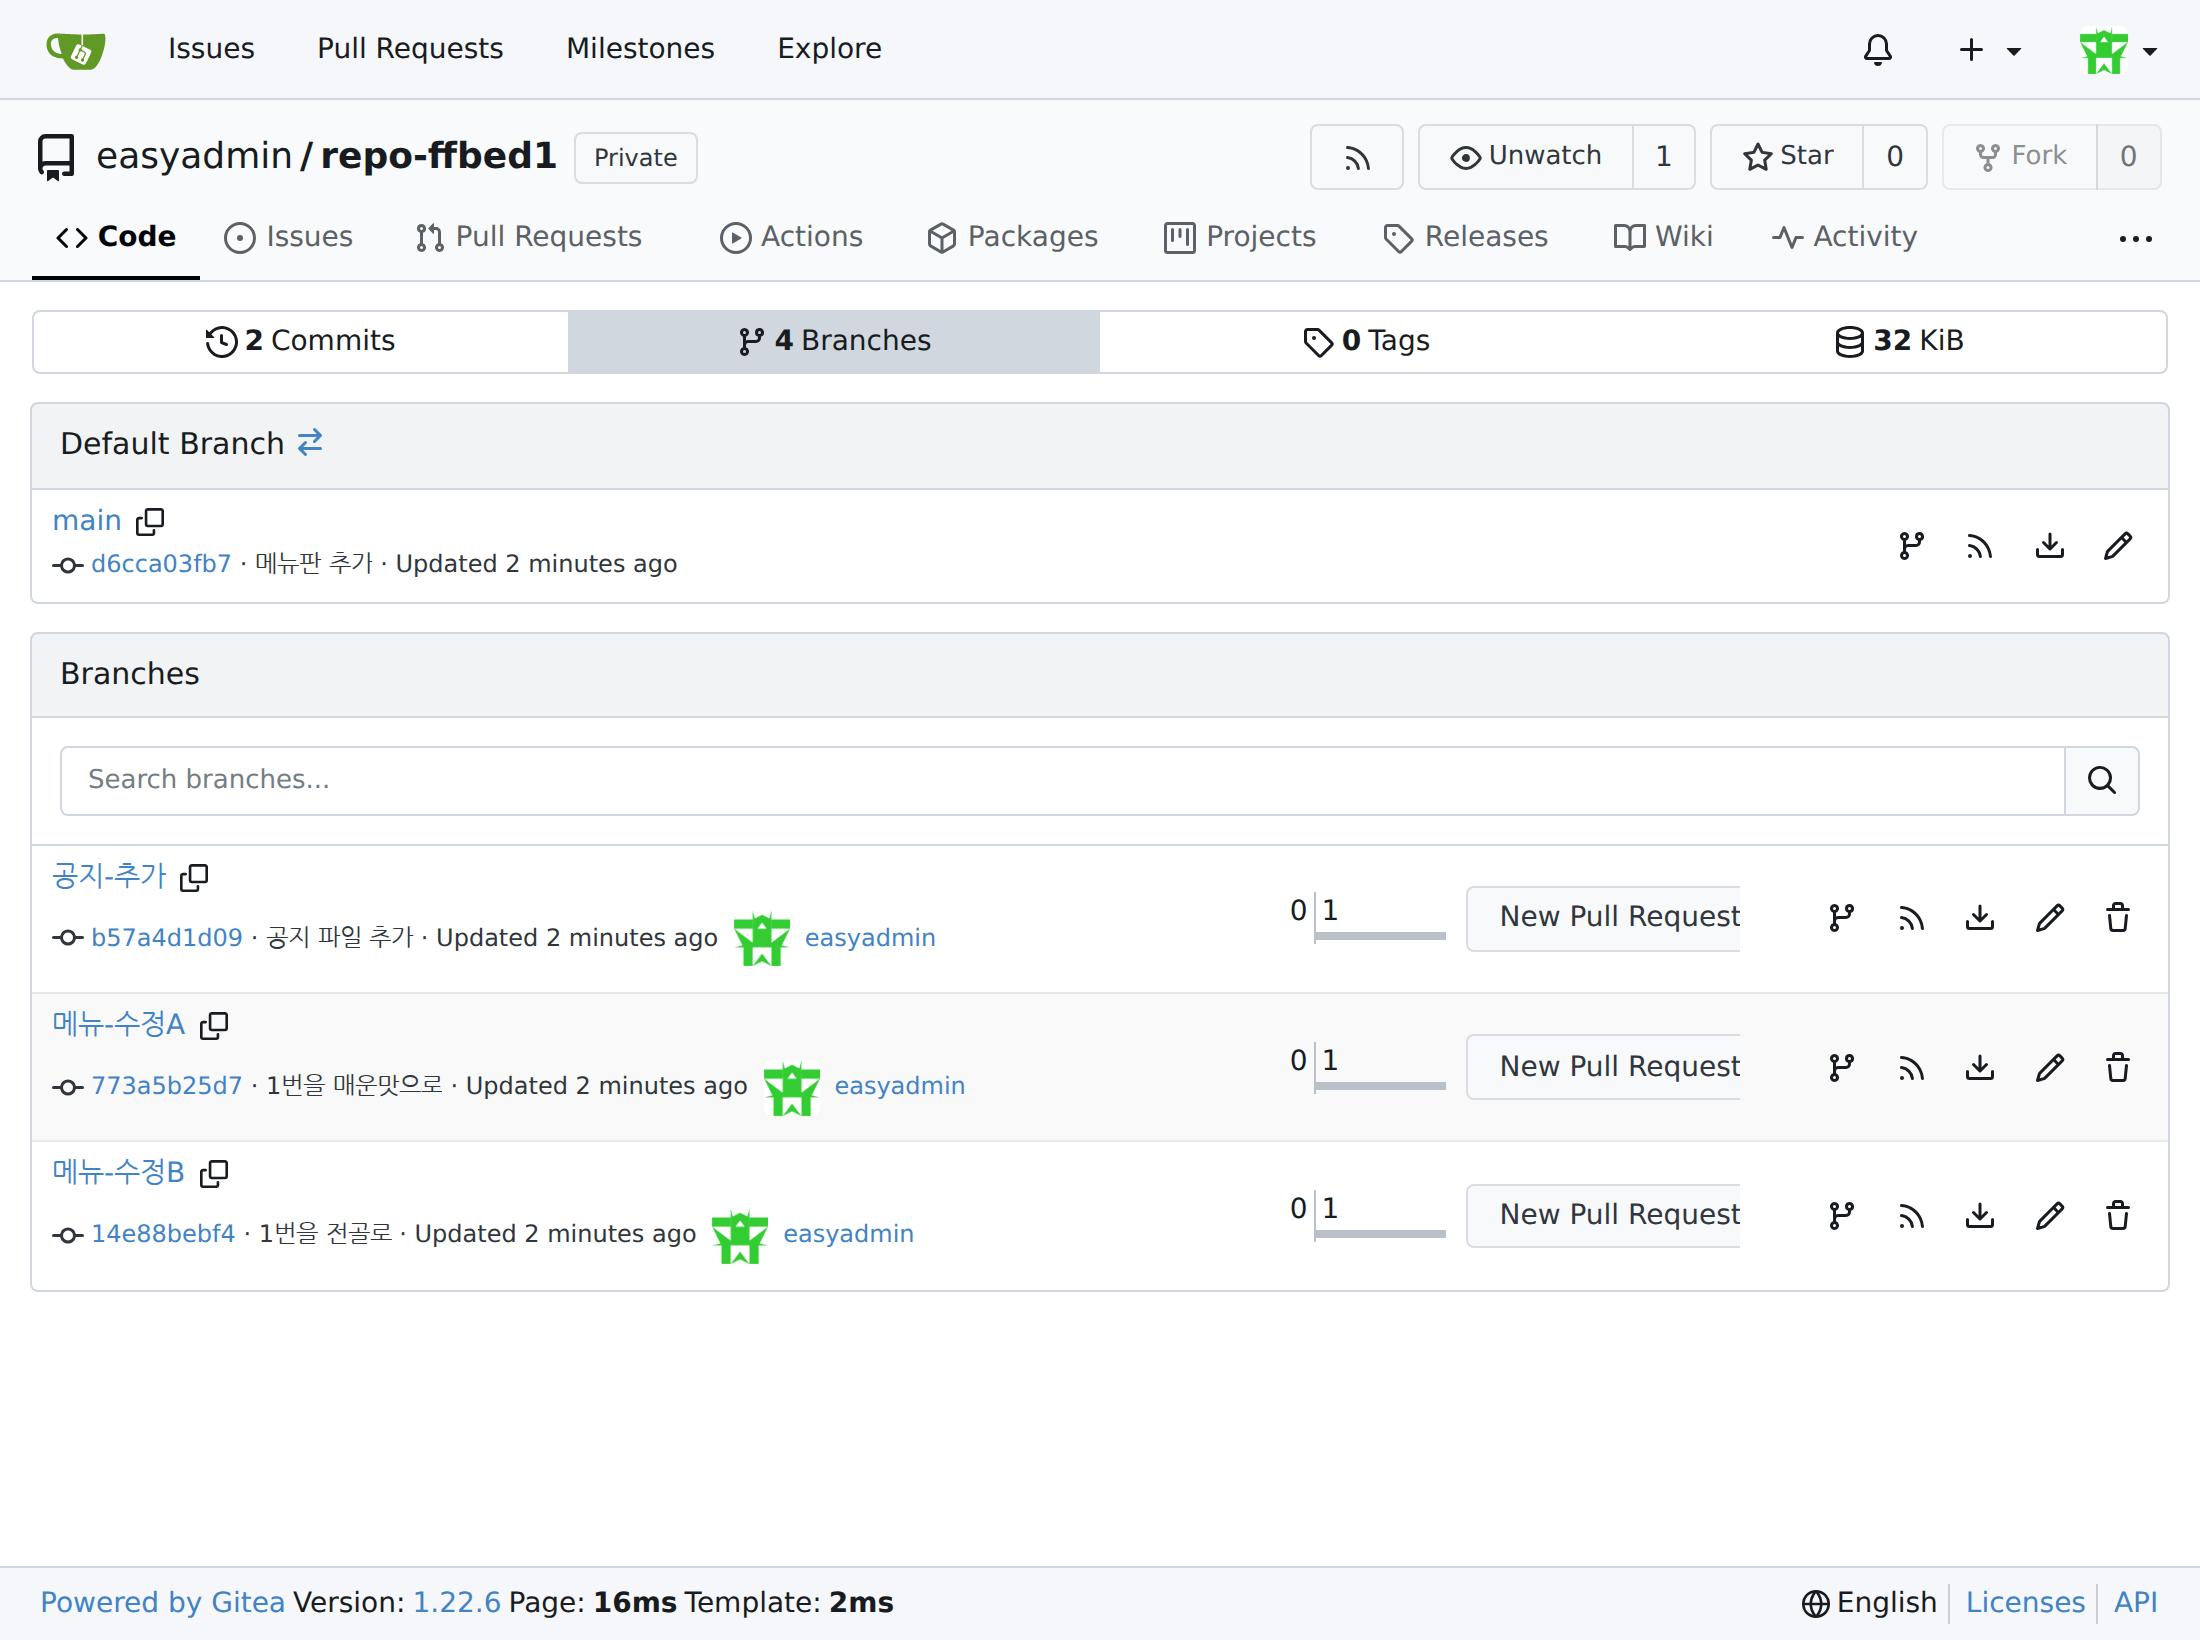 Issues Pull Requests Milestones Explore
easyadmin / repo-ffbed1 Private Unwatch 1 Star 0 Fork 0
Code Issues Pull Requests Actions Packages Projects Releases Wiki Activity
2 Commits 4 Branches 0 Tags 32 KiB
Default Branch
main
d6cca03fb7 · 메뉴판 추가 · Updated 2 minutes ago
Branches
Search branches...
공지-추가
b57a4d1d09 · 공지 파일 추가 · Updated 2 minutes ago easyadmin 0 1 New Pull Request
메뉴-수정A
773a5b25d7 · 1번을 매운맛으로 · Updated 2 minutes ago easyadmin 0 1 New Pull Request
메뉴-수정B
14e88bebf4 · 1번을 전골로 · Updated 2 minutes ago easyadmin 0 1 New Pull Request
Powered by Gitea Version: 1.22.6 Page: 16ms Template: 2ms English Licenses API